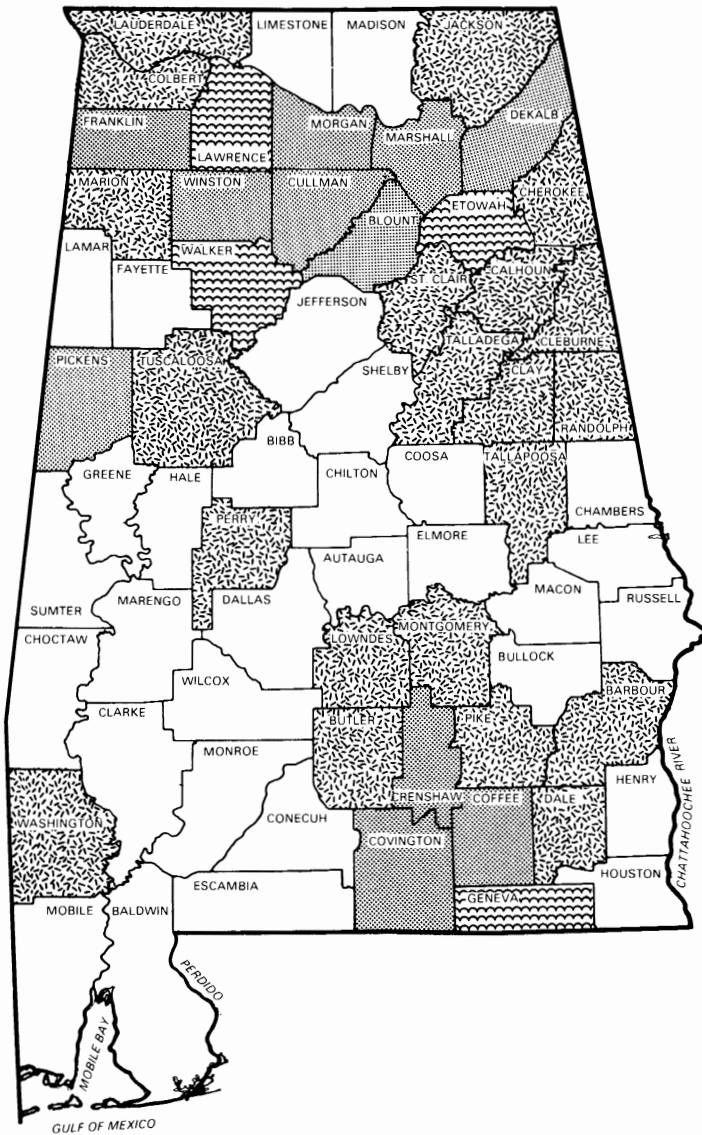 LAUDERDALE
LIMESTONE
MADISON
JACKSON
COLBERT
FRANKLIN
LAWRENCE
MORGAN
MARSHALL
DEKALB
MARION
WINSTON
CULLMAN
BLOUNT
ETOWAH
CHEROKEE
LAMAR
FAYETTE
WALKER
JEFFERSON
ST. CLAIR
CALHOUN
TALLADEGA
CLEBURNE
PICKENS
TUSCALOOSA
SHELBY
CLAY
RANDOLPH
BIBB
GREENE
HALE
CHILTON
COOSA
TALLAPOOSA
CHAMBERS
PERRY
AUTAUGA
ELMORE
LEE
SUMTER
MARENGO
DALLAS
MACON
RUSSELL
CHOCTAW
LOWNDES
MONTGOMERY
BULLOCK
WILCOX
BARBOUR
CLARKE
BUTLER
PIKE
MONROE
CRENSHAW
COFFEE
DALE
HENRY
CHATTAHOOCHEE RIVER
WASHINGTON
CONECUH
COVINGTON
HOUSTON
ESCAMBIA
GENEVA
MOBILE
BALDWIN
PERDIDO
MOBILE BAY
GULF OF MEXICO